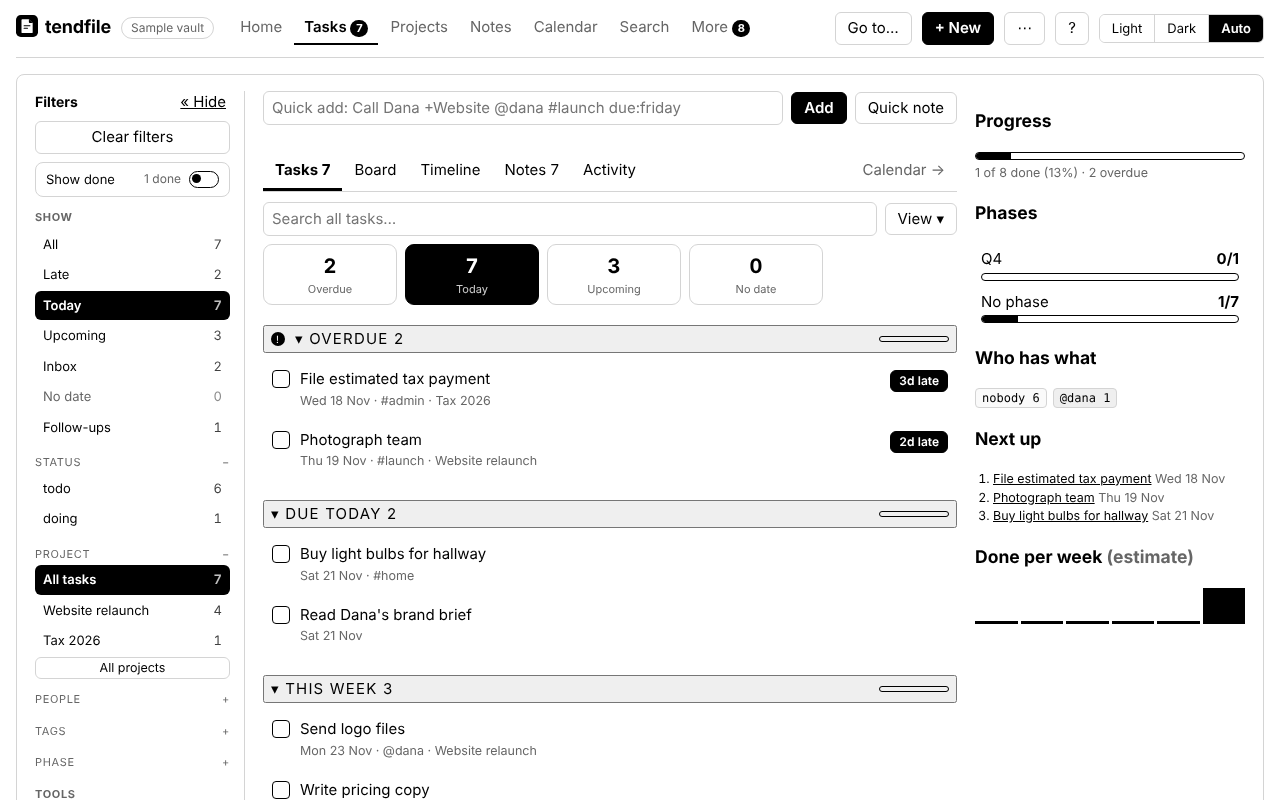 tendfile Sample vault Home Tasks 7 Projects Notes Calendar Search More 8 Go to... + New ··· ? Light Dark Auto
Filters « Hide
Clear filters
Show done 1 done
SHOW
All 7
Late 2
Today 7
Upcoming 3
Inbox 2
No date 0
Follow-ups 1
STATUS −
todo 6
doing 1
PROJECT −
All tasks 7
Website relaunch 4
Tax 2026 1
All projects
PEOPLE +
TAGS +
PHASE +
TOOLS
Quick add: Call Dana +Website @dana #launch due:friday Add Quick note
Tasks 7 Board Timeline Notes 7 Activity Calendar →
Search all tasks... View ▾
2 Overdue
7 Today
3 Upcoming
0 No date
! ▾ OVERDUE 2
File estimated tax payment 3d late
Wed 18 Nov · #admin · Tax 2026
Photograph team 2d late
Thu 19 Nov · #launch · Website relaunch
▾ DUE TODAY 2
Buy light bulbs for hallway
Sat 21 Nov · #home
Read Dana's brand brief
Sat 21 Nov
▾ THIS WEEK 3
Send logo files
Mon 23 Nov · @dana · Website relaunch
Write pricing copy
Progress
1 of 8 done (13%) · 2 overdue
Phases
Q4 0/1
No phase 1/7
Who has what
nobody 6 @dana 1
Next up
1. File estimated tax payment Wed 18 Nov
2. Photograph team Thu 19 Nov
3. Buy light bulbs for hallway Sat 21 Nov
Done per week (estimate)